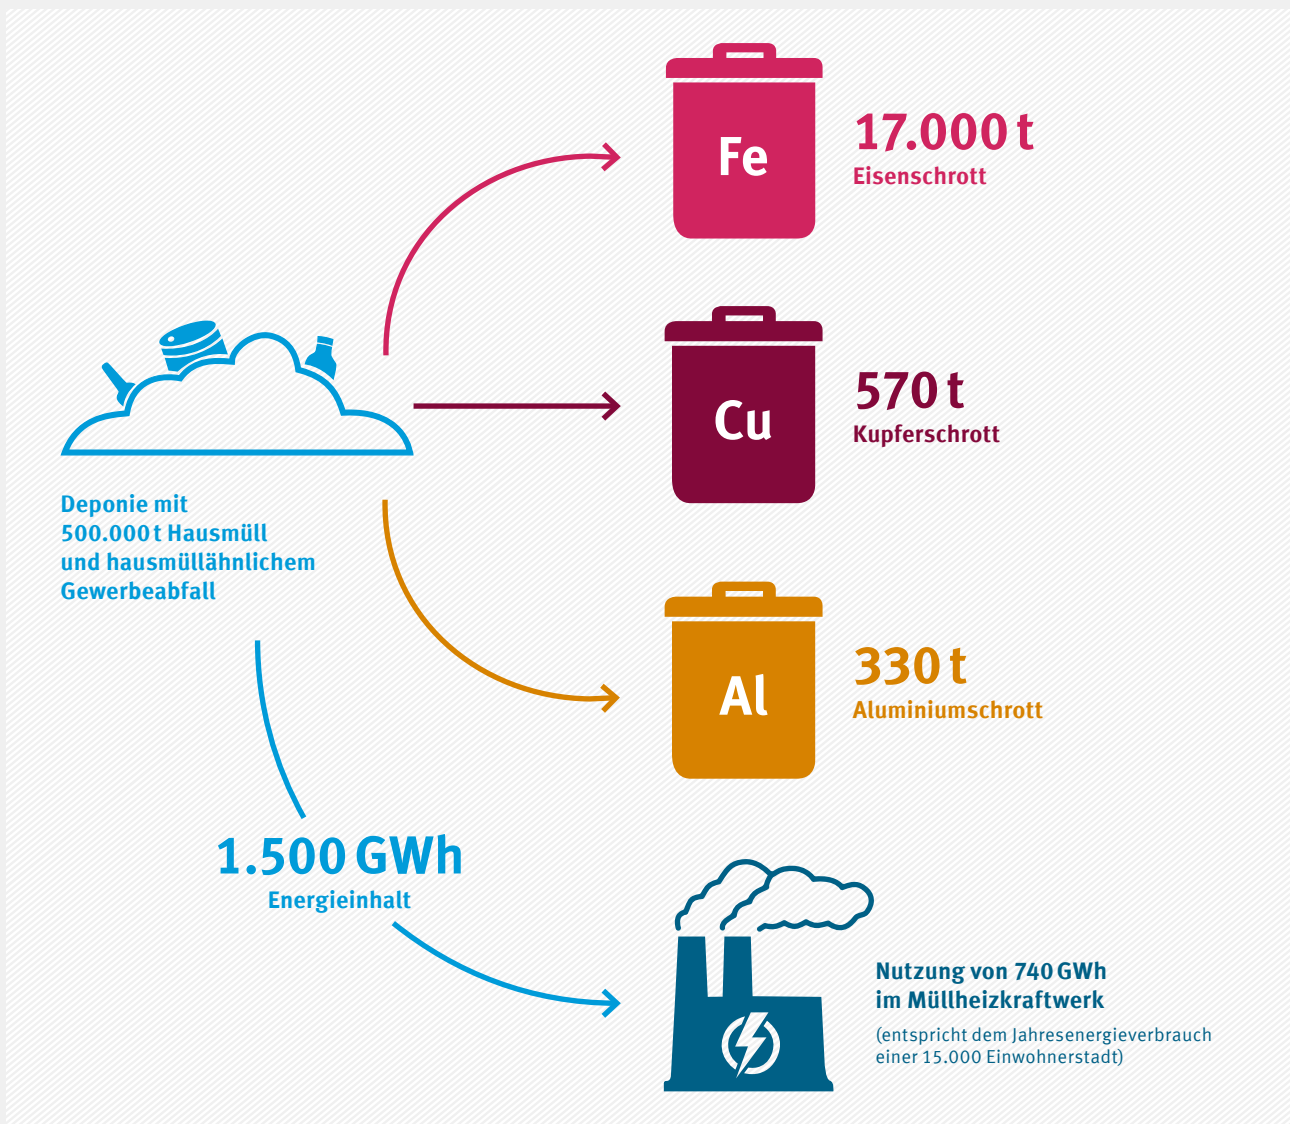 Fe
17.000 t
Eisenschrott
Cu
570 t
Kupferschrott
Deponie mit
500.000 t Hausmüll
und hausmüllähnlichem
Gewerbeabfall
Al
330 t
Aluminiumschrott
1.500 GWh
Energieinhalt
Nutzung von 740 GWh
im Müllheizkraftwerk
(entspricht dem Jahresenergieverbrauch
einer 15.000 Einwohnerstadt)